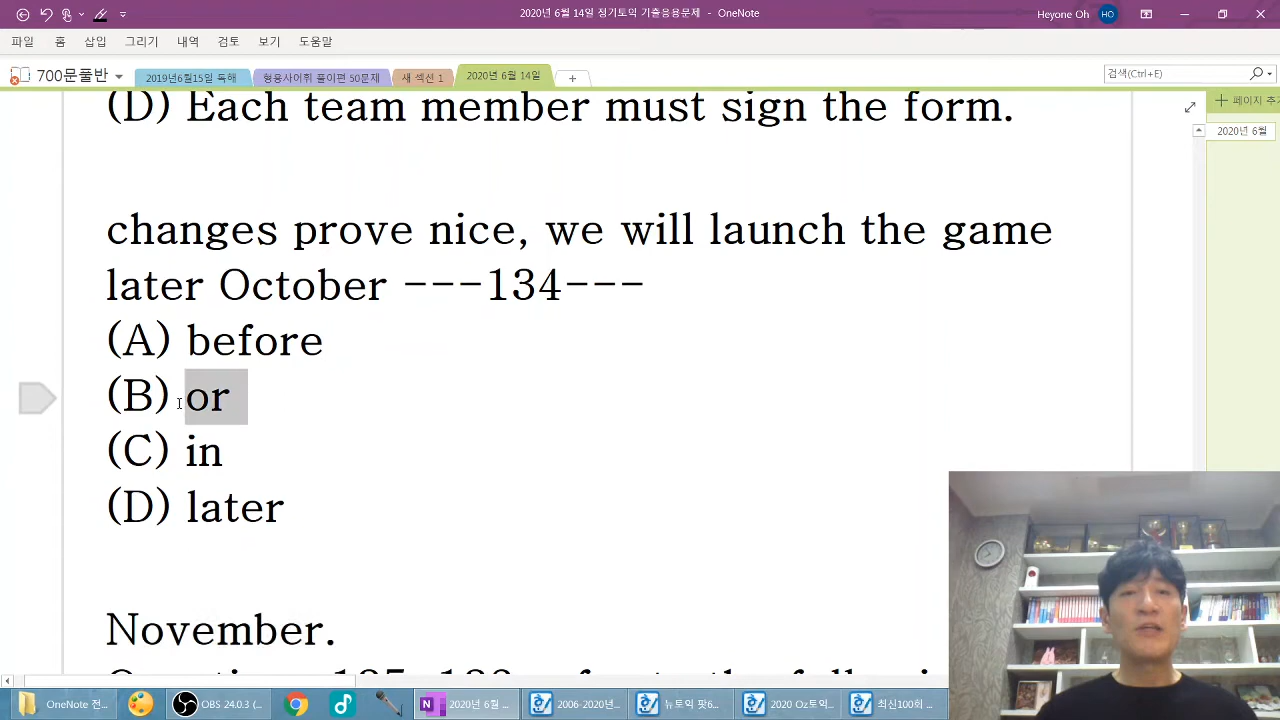 2020년 6월 14일 정기토익 기출응용문제 - OneNote
Heyone Oh
HO
파일 홈 삽입 그리기 내역 검토 보기 도움말
700문풀반
2019년6월15일 독해
형용사어휘 풀이편 50문제
새 섹션 1
2020년 6월 14일
검색(Ctrl+E)
페이지 추
2020년 6월
(D) Each team member must sign the form.
changes prove nice, we will launch the game
later October ---134---
(A) before
(B) or
(C) in
(D) later
November.
OneNote 전...
OBS 24.0.3 (...
2020년 6월 ...
2006-2020년...
뉴토익 팟6...
2020 Oz토익...
최신100회 ...